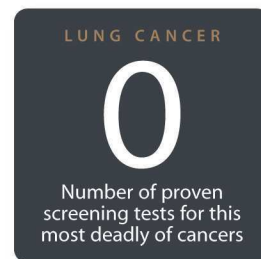 LUNG CANCER
0
Number of proven
screening tests for this
most deadly of cancers